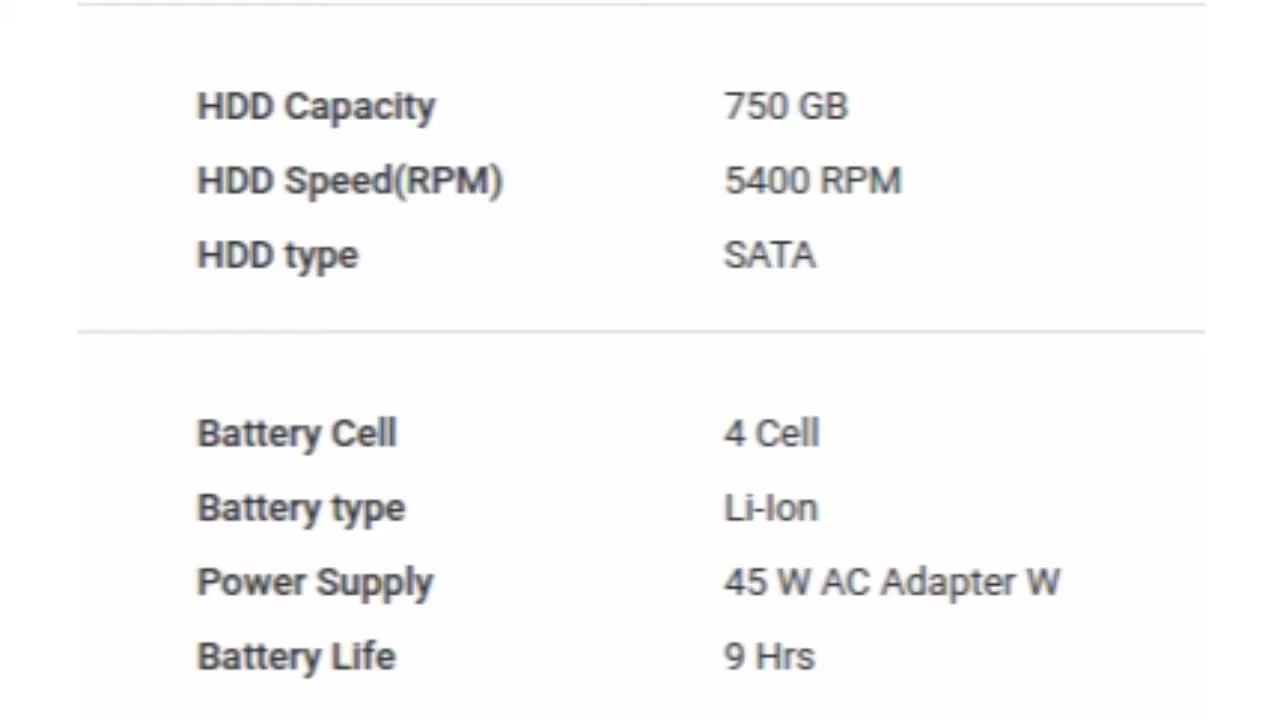 HDD Capacity 750 GB
HDD Speed(RPM) 5400 RPM
HDD type SATA
Battery Cell 4 Cell
Battery type Li-Ion
Power Supply 45 W AC Adapter W
Battery Life 9 Hrs